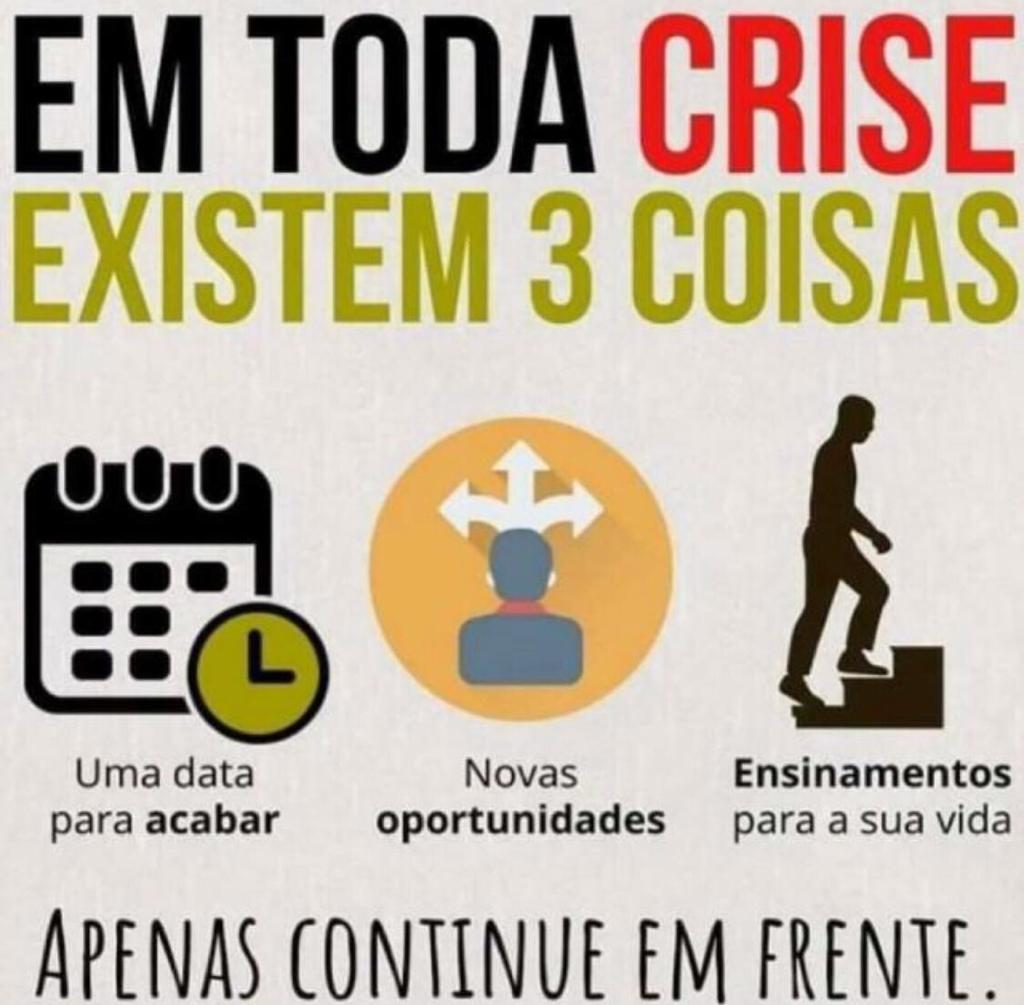 EM TODA CRISE
EXISTEM 3 COISAS
Uma data
para acabar
Novas
oportunidades
Ensinamentos
para a sua vida
APENAS CONTINUE EM FRENTE.